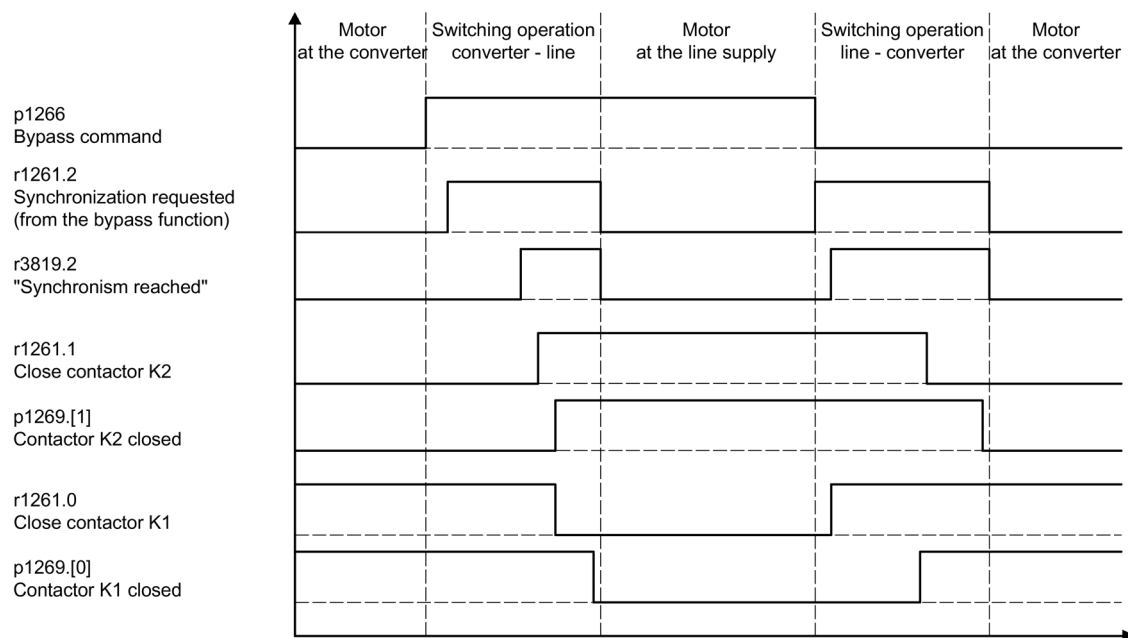 Motor
at the converter
Switching operation
converter - line
Motor
at the line supply
Switching operation
line - converter
Motor
at the converter
p1266
Bypass command
r1261.2
Synchronization requested
(from the bypass function)
r3819.2
"Synchronism reached"
r1261.1
Close contactor K2
p1269.[1]
Contactor K2 closed
r1261.0
Close contactor K1
p1269.[0]
Contactor K1 closed